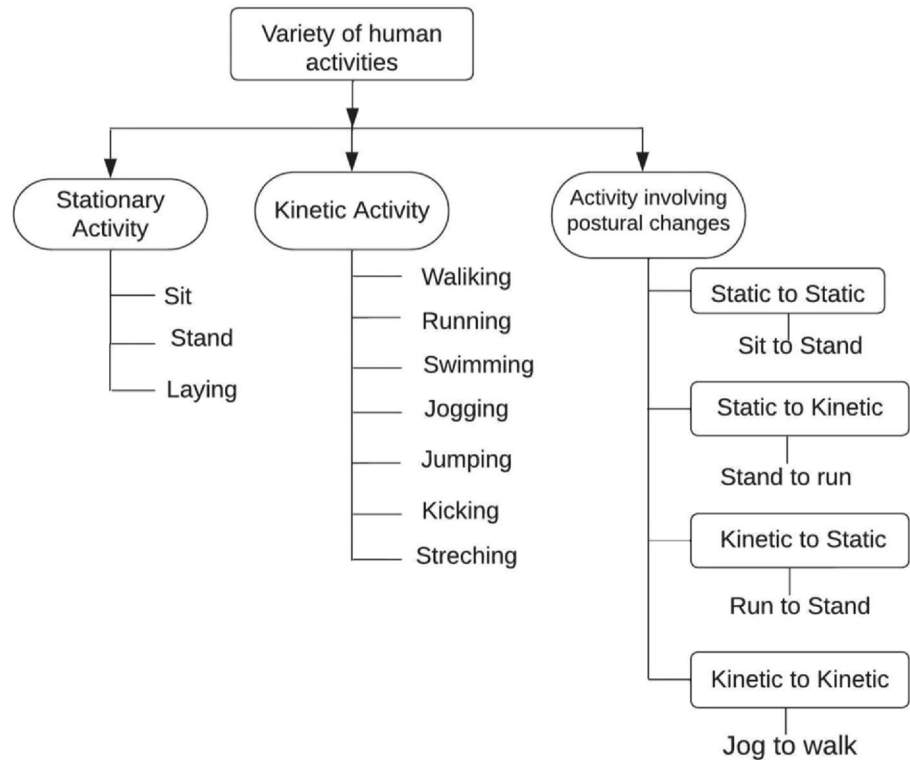 Variety of human
activities
Stationary
Activity
Sit
Stand
Laying
Kinetic Activity
Waliking
Running
Swimming
Jogging
Jumping
Kicking
Streching
Activity involving
postural changes
Static to Static
Sit to Stand
Static to Kinetic
Stand to run
Kinetic to Static
Run to Stand
Kinetic to Kinetic
Jog to walk